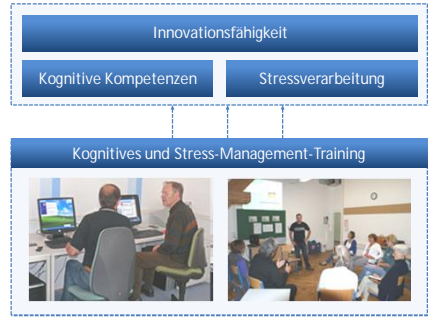 Innovationsfähigkeit
Kognitive Kompetenzen
Stressverarbeitung
Kognitives und Stress-Management-Training